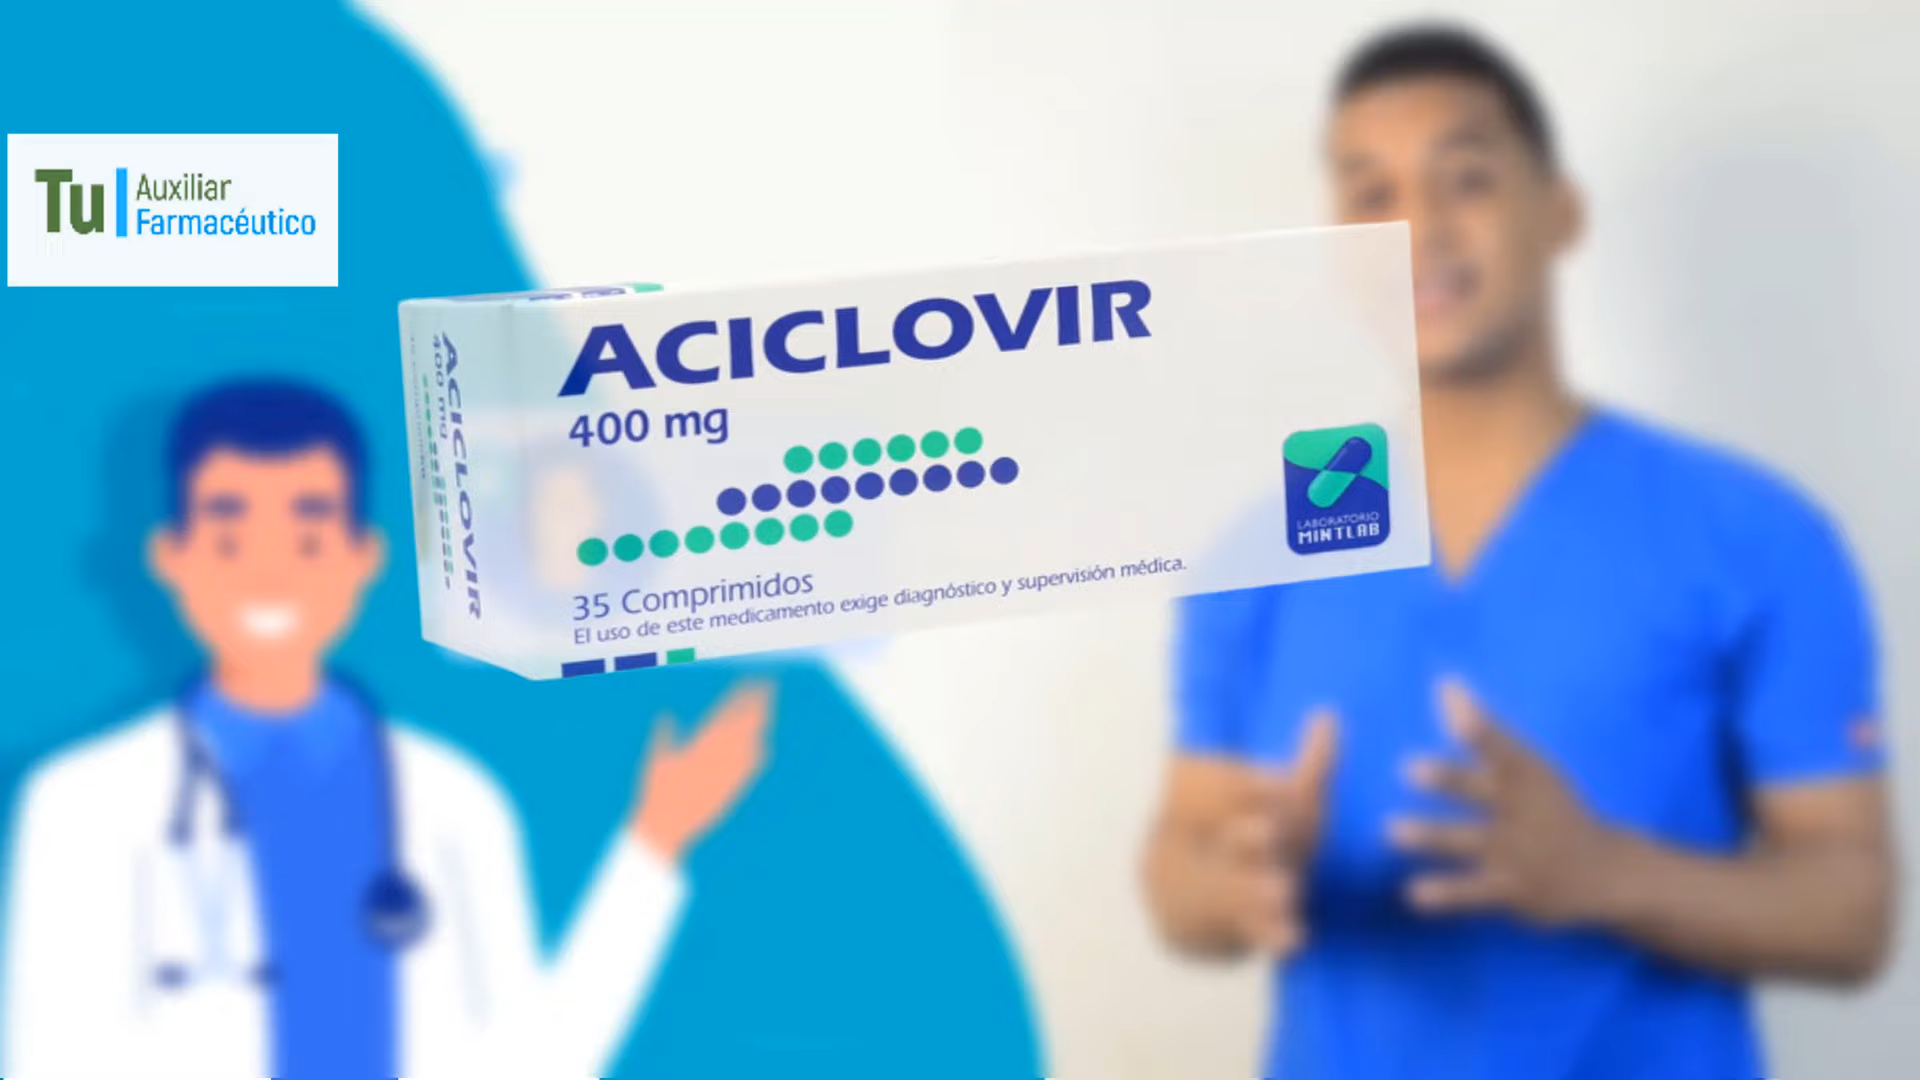 Tu
Auxiliar
Farmacéutico
ACICLOVIR
400 mg
35 Comprimidos
El uso de este medicamento exige diagnóstico y supervisión médica.
LABORATORIO
MINTLAB
ACICLOVIR
400 mg